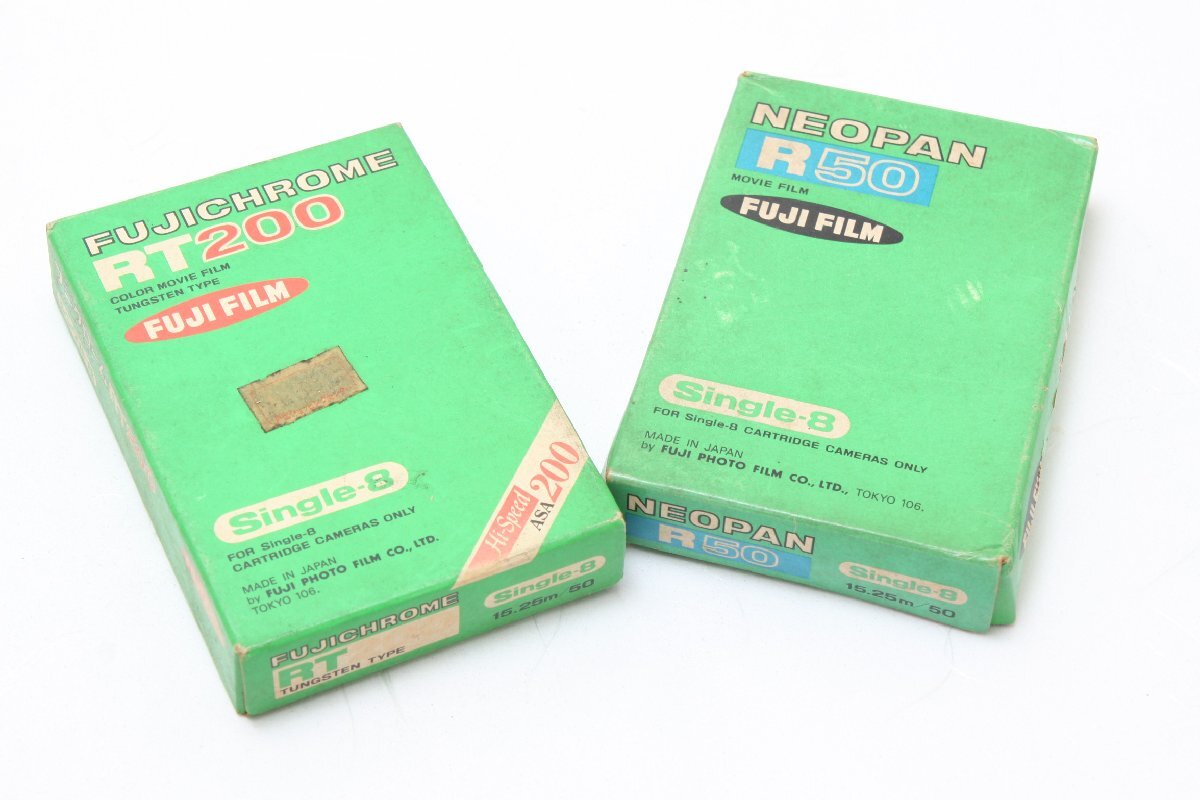 FUJICHROME
RT200
COLOR MOVIE FILM
TUNGSTEN TYPE
FUJI FILM
Single-8
FOR Single-8
CARTRIDGE CAMERAS ONLY
MADE IN JAPAN
by FUJI PHOTO FILM CO., LTD.
TOKYO 106.
Hi-Speed
ASA 200
FUJICHROME
RT
TUNGSTEN TYPE
Single-8
15.25m/50
NEOPAN
R50
MOVIE FILM
FUJI FILM
Single-8
FOR Single-8 CARTRIDGE CAMERAS ONLY
MADE IN JAPAN
by FUJI PHOTO FILM CO., LTD., TOKYO 106.
NEOPAN
R50
Single-8
15.25m/50